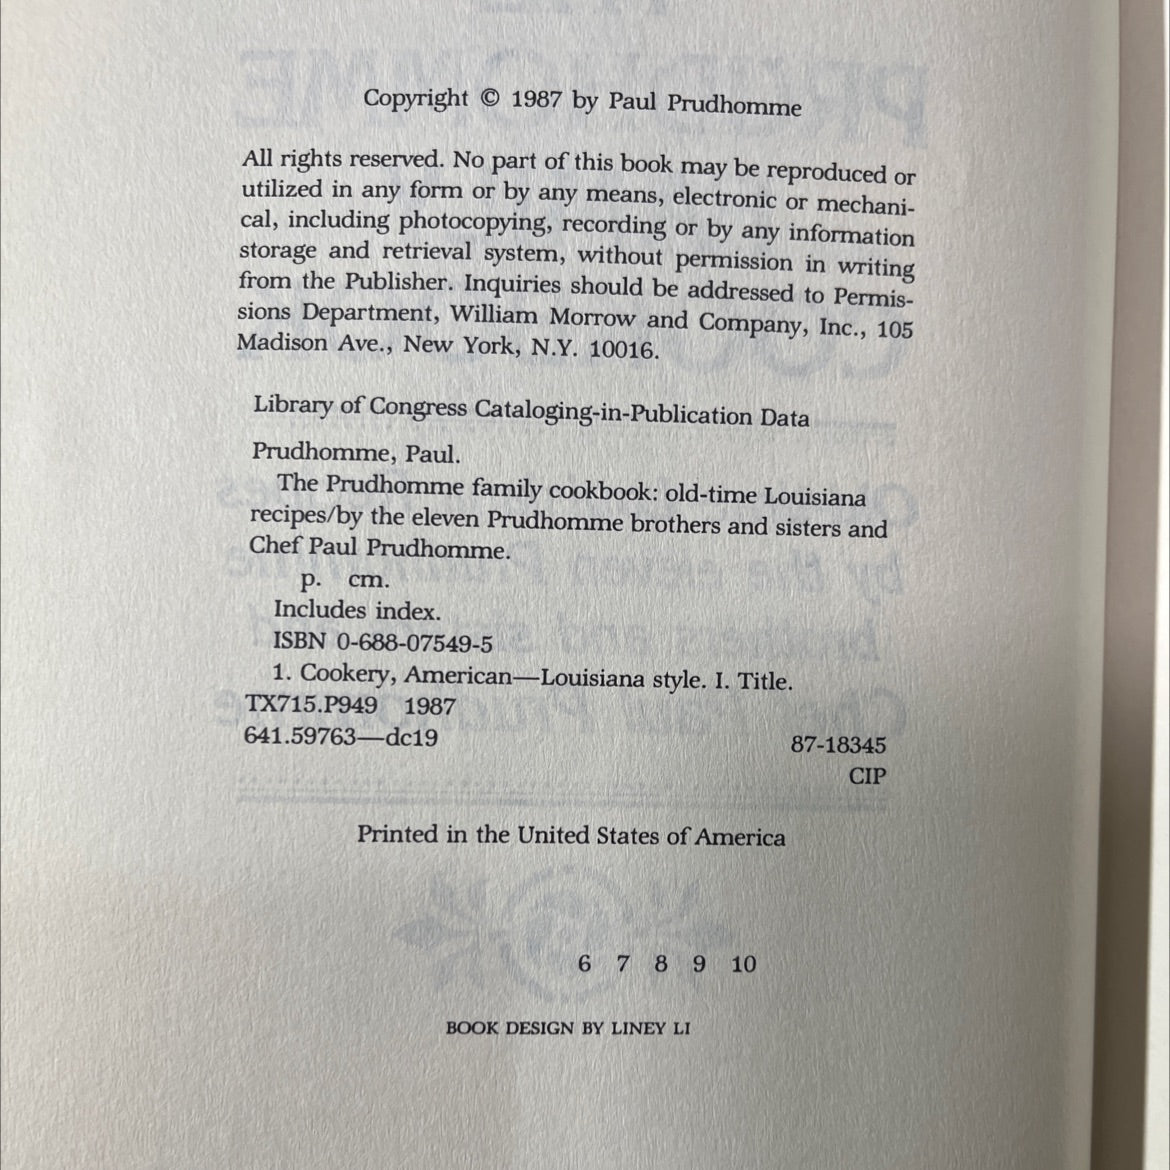 Copyright © 1987 by Paul Prudhomme
All rights reserved. No part of this book may be reproduced or
utilized in any form or by any means, electronic or mechani-
cal, including photocopying, recording or by any information
storage and retrieval system, without permission in writing
from the Publisher. Inquiries should be addressed to Permis-
sions Department, William Morrow and Company, Inc., 105
Madison Ave., New York, N.Y. 10016.
Library of Congress Cataloging-in-Publication Data
Prudhomme, Paul.
The Prudhomme family cookbook: old-time Louisiana
recipes/by the eleven Prudhomme brothers and sisters and
Chef Paul Prudhomme.
p. cm.
Includes index.
ISBN 0-688-07549-5
1. Cookery, American—Louisiana style. I. Title.
TX715.P949 1987
641.59763—dc19 87-18345
CIP
Printed in the United States of America
6 7 8 9 10
BOOK DESIGN BY LINEY LI